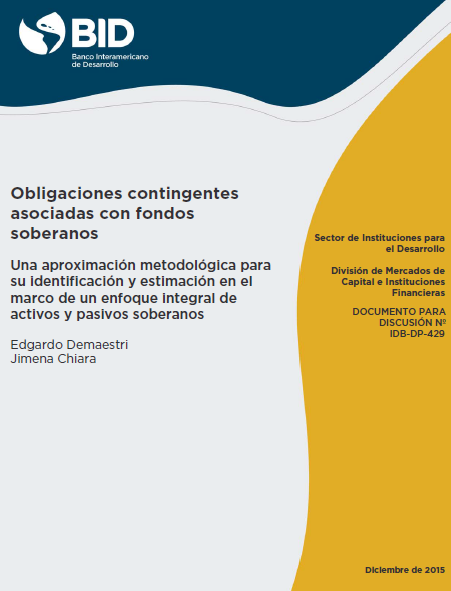 BID
Banco Interamericano
de Desarrollo
Obligaciones contingentes
asociadas con fondos
soberanos
Una aproximación metodológica para
su identificación y estimación en el
marco de un enfoque integral de
activos y pasivos soberanos
Edgardo Demaestri
Jimena Chiara
Sector de Instituciones para
el Desarrollo
División de Mercados de
Capital e Instituciones
Financieras
DOCUMENTO PARA
DISCUSIÓN Nº
IDB-DP-429
Diciembre de 2015